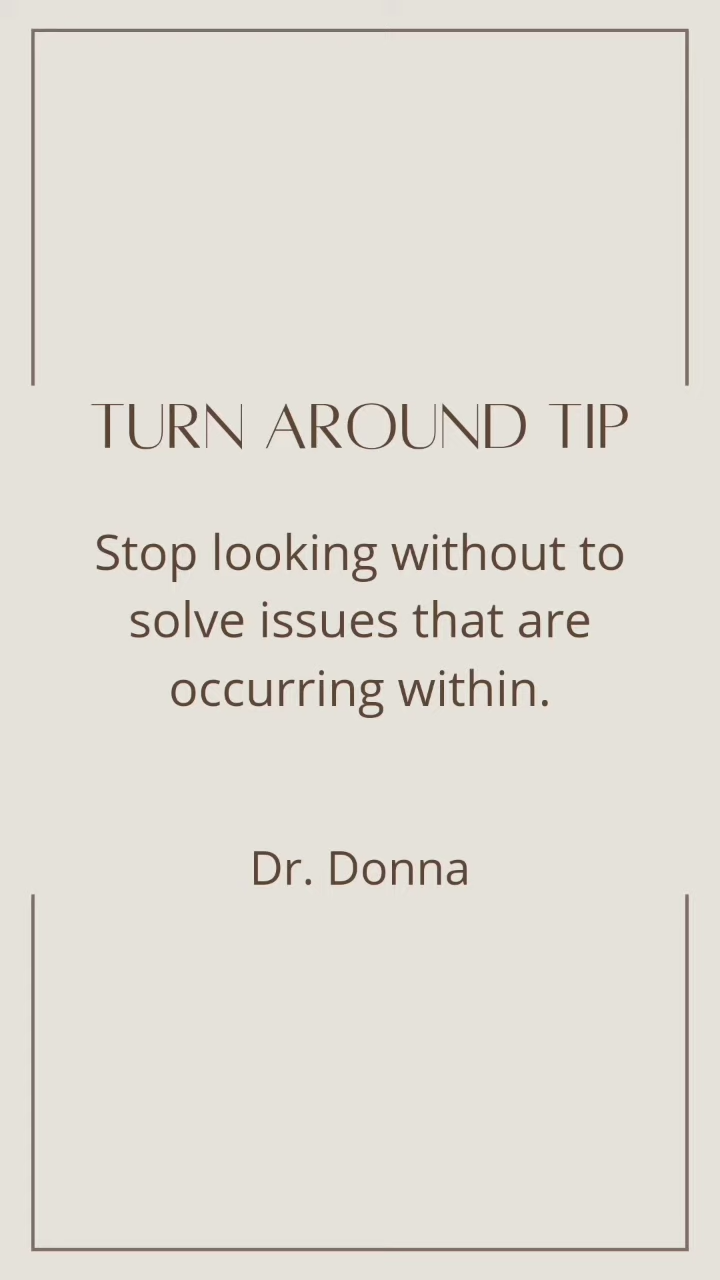 TURN AROUND TIP
Stop looking without to
solve issues that are
occurring within.
Dr. Donna